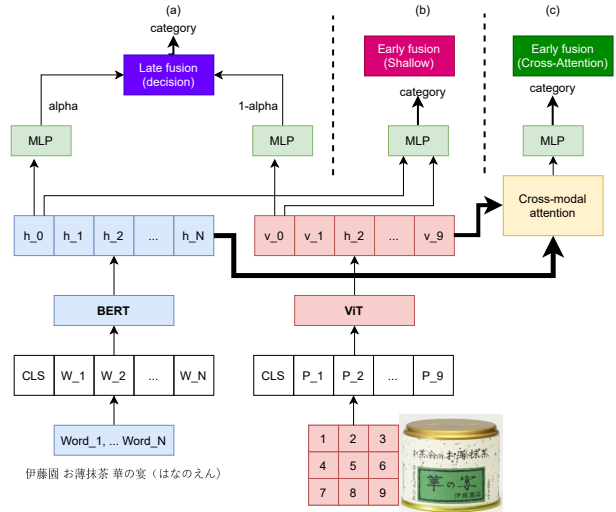 (a)
(b)
(c)
category
Late fusion
(decision)
Early fusion
(Shallow)
Early fusion
(Cross-Attention)
alpha
1-alpha
category
category
MLP
MLP
MLP
MLP
Cross-modal
attention
h_0 h_1 h_2 ... h_N
v_0 v_1 h_2 ... v_9
BERT
ViT
CLS W_1 W_2 ... W_N
CLS P_1 P_2 ... P_9
Word_1, ... Word_N
1 2 3
4 5 6
7 8 9
伊藤園 お薄抹茶 華の宴（はなのえん）
お薄抹茶
華の宴
伊藤園